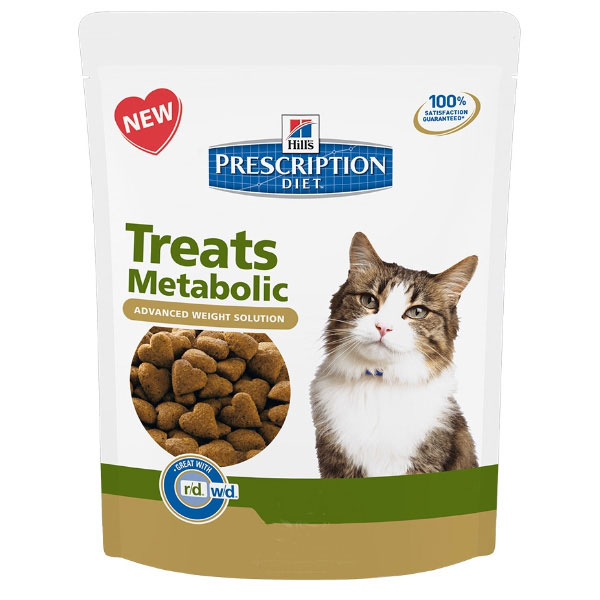 NEW
100%
SATISFACTION
GUARANTEED*
Hill's
PRESCRIPTION
DIET
Treats
Metabolic
ADVANCED WEIGHT SOLUTION
• GREAT WITH •
r/d. w/d.